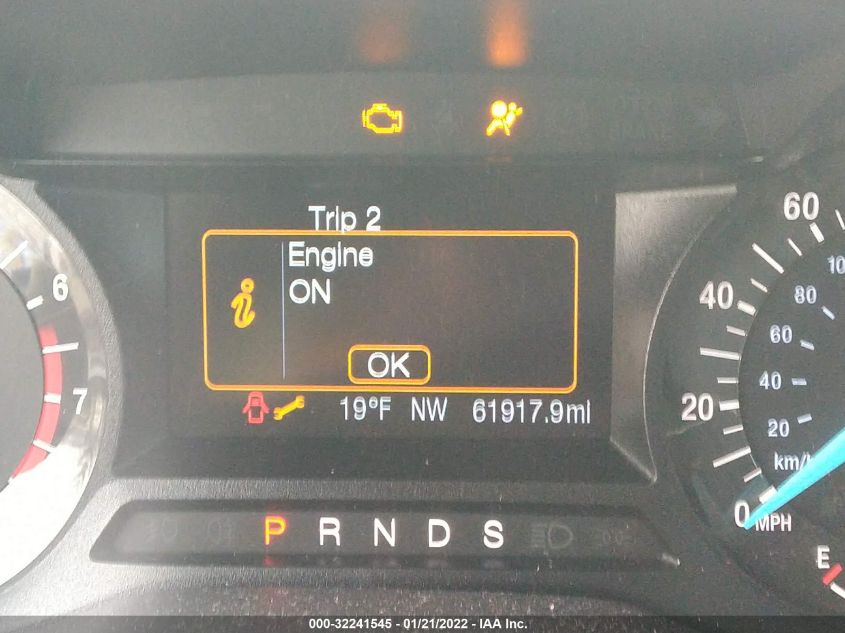 Trip 2
Engine
ON
OK
19°F NW 61917.9mi
6
7
60
40
20
0
MPH
10
80
60
40
20
km/
E
P R N D S
000-32241545 - 01/21/2022 - IAA Inc.